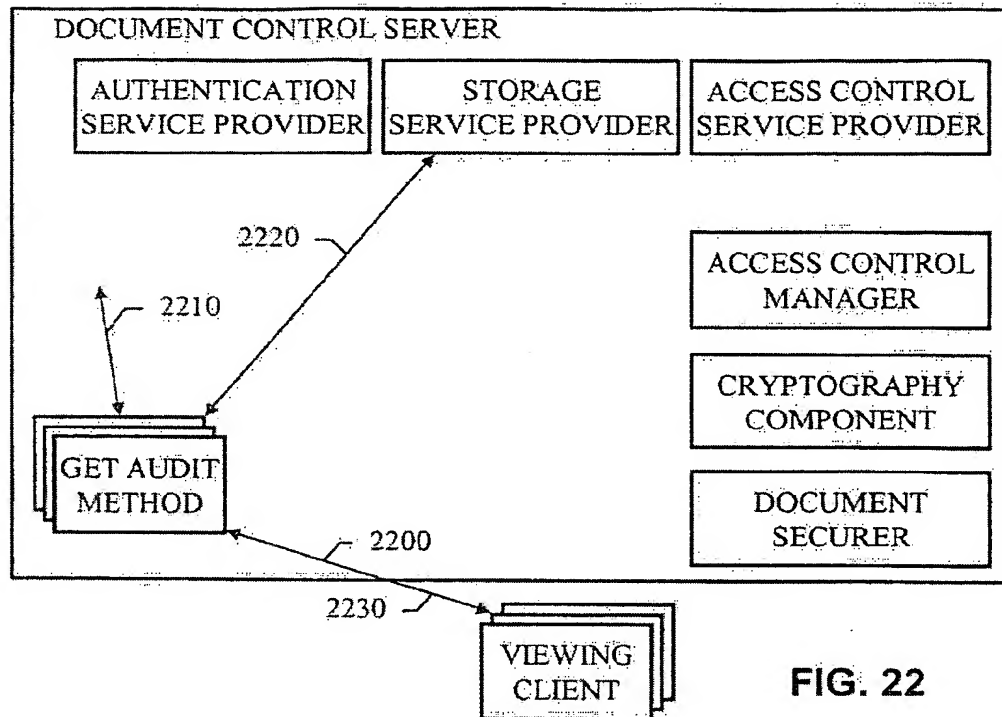 DOCUMENT CONTROL SERVER
AUTHENTICATION
SERVICE PROVIDER
STORAGE
SERVICE PROVIDER
ACCESS CONTROL
SERVICE PROVIDER
2220
ACCESS CONTROL
MANAGER
2210
CRYPTOGRAPHY
COMPONENT
GET AUDIT
METHOD
DOCUMENT
SECURER
2200
2230
VIEWING
CLIENT
FIG. 22